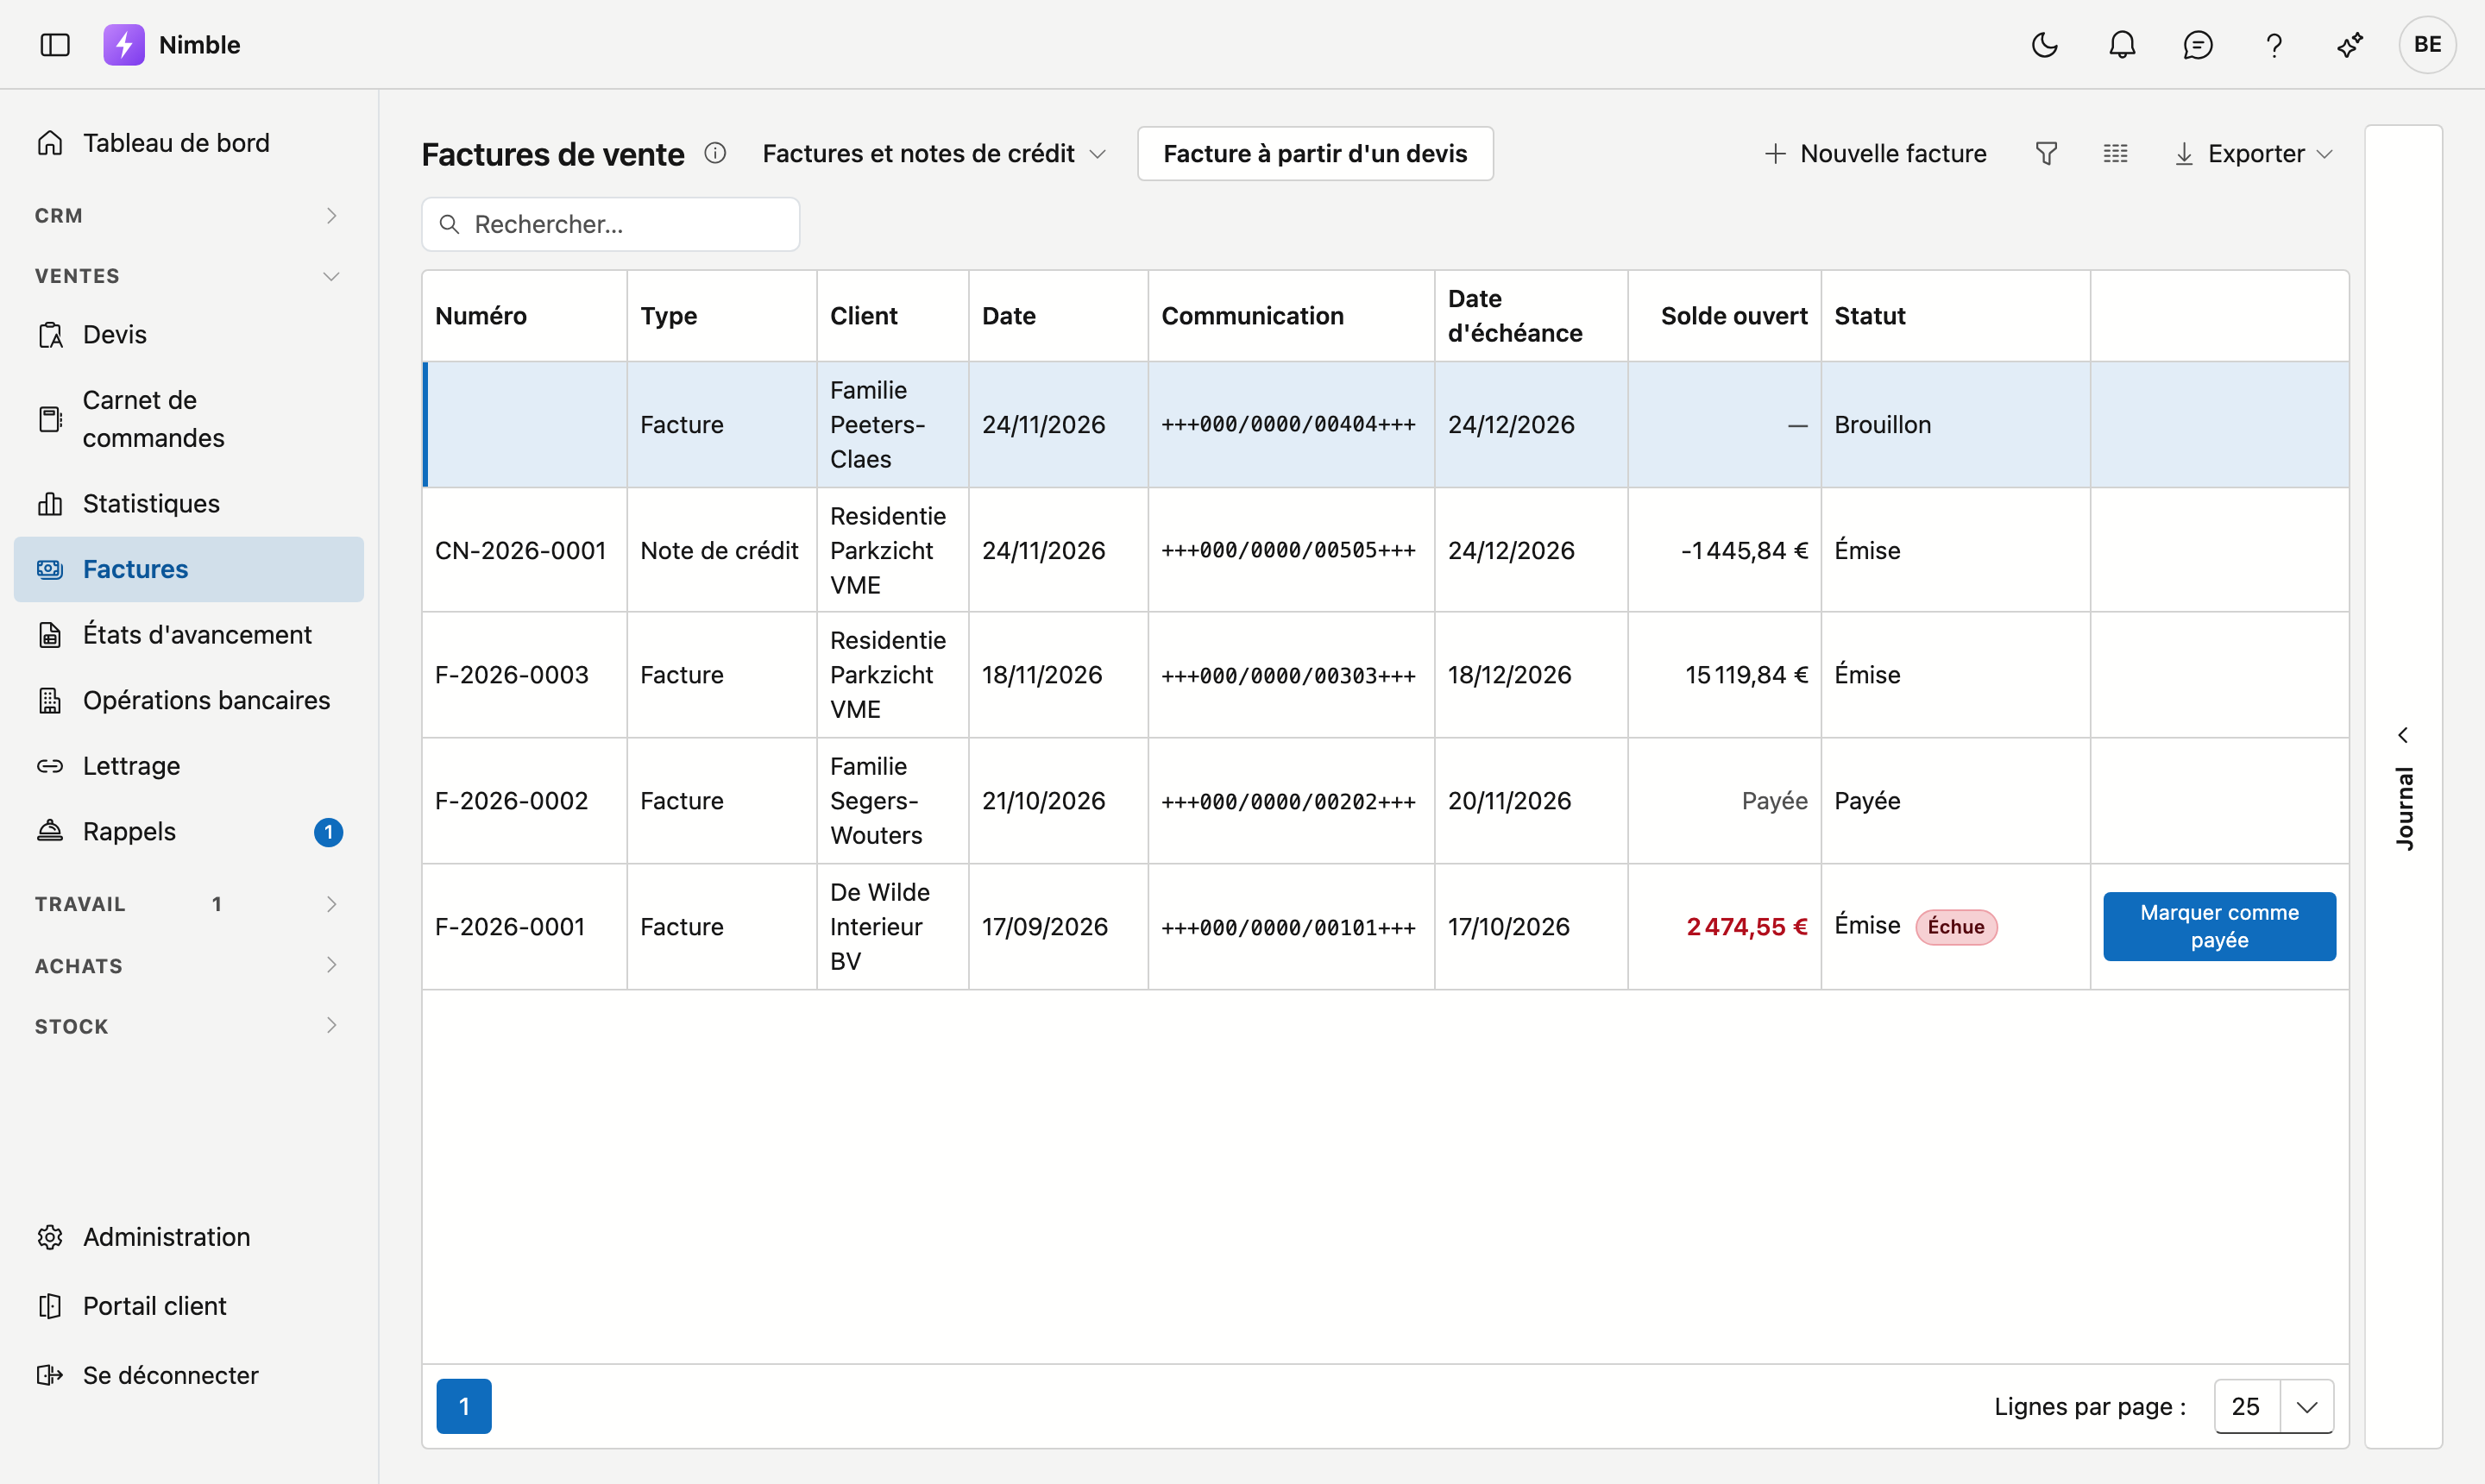 Nimble
BE
Tableau de bord
CRM
VENTES
Devis
Carnet de
commandes
Statistiques
Factures
États d'avancement
Opérations bancaires
Lettrage
Rappels 1
TRAVAIL 1
ACHATS
STOCK
Administration
Portail client
Se déconnecter
Factures de vente Factures et notes de crédit Facture à partir d'un devis Nouvelle facture Exporter
Rechercher...
Numéro Type Client Date Communication Date d'échéance Solde ouvert Statut
Facture Familie Peeters-Claes 24/11/2026 +++000/0000/00404+++ 24/12/2026 — Brouillon
CN-2026-0001 Note de crédit Residentie Parkzicht VME 24/11/2026 +++000/0000/00505+++ 24/12/2026 -1 445,84 € Émise
F-2026-0003 Facture Residentie Parkzicht VME 18/11/2026 +++000/0000/00303+++ 18/12/2026 15 119,84 € Émise
F-2026-0002 Facture Familie Segers-Wouters 21/10/2026 +++000/0000/00202+++ 20/11/2026 Payée Payée
F-2026-0001 Facture De Wilde Interieur BV 17/09/2026 +++000/0000/00101+++ 17/10/2026 2 474,55 € Émise Échue Marquer comme payée
1 Lignes par page : 25
Journal